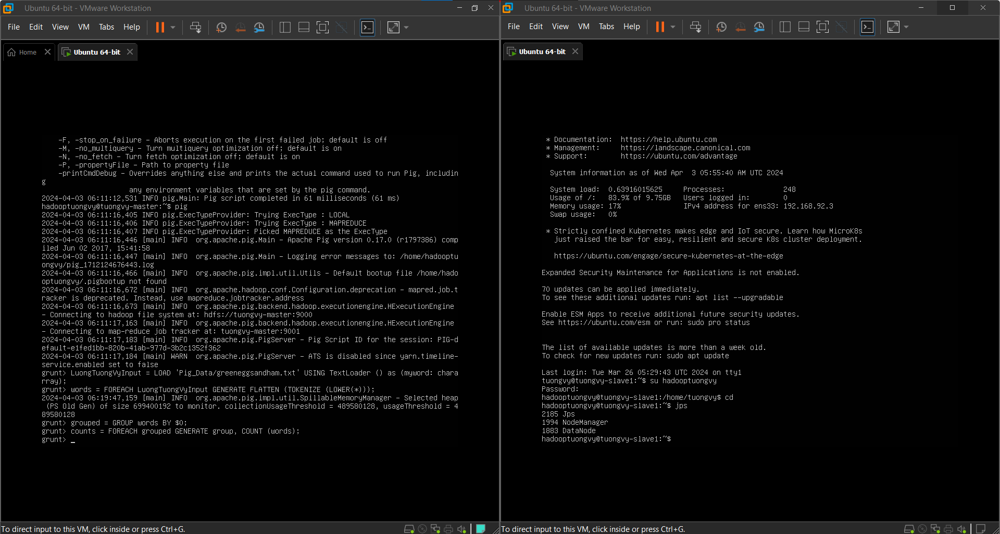 Ubuntu 64-bit - VMware Workstation
File Edit View VM Tabs Help
Home Ubuntu 64-bit
-F, -stop_on_failure - Aborts execution on the first failed job; default is off
-M, -no_multiquery - Turn multiquery optimization off; default is on
-N, -no_fetch - Turn fetch optimization off; default is on
-P, -propertyFile - Path to property file
-printCmdDebug - Overrides anything else and prints the actual command used to run Pig, includin
g
any environment variables that are set by the pig command.
2024-04-03 06:11:12,531 INFO pig.Main: Pig script completed in 61 milliseconds (61 ms)
hadooptuongvy@tuongvy-master:~$ pig
2024-04-03 06:11:16,405 INFO pig.ExecTypeProvider: Trying ExecType : LOCAL
2024-04-03 06:11:16,406 INFO pig.ExecTypeProvider: Trying ExecType : MAPREDUCE
2024-04-03 06:11:16,407 INFO pig.ExecTypeProvider: Picked MAPREDUCE as the ExecType
2024-04-03 06:11:16,446 [main] INFO  org.apache.pig.Main - Apache Pig version 0.17.0 (r1797386) comp
iled Jun 02 2017, 15:41:58
2024-04-03 06:11:16,447 [main] INFO  org.apache.pig.Main - Logging error messages to: /home/hadooptu
ongvy/pig_1712124676443.log
2024-04-03 06:11:16,466 [main] INFO  org.apache.pig.impl.util.Utils - Default bootup file /home/hado
optuongvy/.pigbootup not found
2024-04-03 06:11:16,672 [main] INFO  org.apache.hadoop.conf.Configuration.deprecation - mapred.job.t
racker is deprecated. Instead, use mapreduce.jobtracker.address
2024-04-03 06:11:16,673 [main] INFO  org.apache.pig.backend.hadoop.executionengine.HExecutionEngine
- Connecting to hadoop file system at: hdfs://tuongvy-master:9000
2024-04-03 06:11:17,163 [main] INFO  org.apache.pig.backend.hadoop.executionengine.HExecutionEngine
- Connecting to map-reduce job tracker at: tuongvy-master:9001
2024-04-03 06:11:17,183 [main] INFO  org.apache.pig.PigServer - Pig Script ID for the session: PIG-d
efault-e1fed1bb-820b-41ab-977d-3b2c1352f362
2024-04-03 06:11:17,184 [main] WARN  org.apache.pig.PigServer - ATS is disabled since yarn.timeline-
service.enabled set to false
grunt> LuongTuongVyInput = LOAD 'Pig_Data/greeneggsandham.txt' USING TextLoader () as (myword: chara
rray);
grunt> words = FOREACH LuongTuongVyInput GENERATE FLATTEN (TOKENIZE (LOWER(*)));
2024-04-03 06:19:47,159 [main] INFO  org.apache.pig.impl.util.SpillableMemoryManager - Selected heap
(PS Old Gen) of size 699400192 to monitor. collectionUsageThreshold = 489580128, usageThreshold = 4
89580128
grunt> grouped = GROUP words BY $0;
grunt> counts = FOREACH grouped GENERATE group, COUNT (words);
grunt> _
To direct input to this VM, click inside or press Ctrl+G.
Ubuntu 64-bit - VMware Workstation
File Edit View VM Tabs Help
Ubuntu 64-bit
* Documentation:  https://help.ubuntu.com
* Management:     https://landscape.canonical.com
* Support:        https://ubuntu.com/advantage
System information as of Wed Apr  3 05:55:40 AM UTC 2024
System load:  0.63916015625     Processes:              248
Usage of /:   83.9% of 9.75GB   Users logged in:        0
Memory usage: 17%               IPv4 address for ens33: 192.168.92.3
Swap usage:   0%
* Strictly confined Kubernetes makes edge and IoT secure. Learn how MicroK8s
just raised the bar for easy, resilient and secure K8s cluster deployment.
https://ubuntu.com/engage/secure-kubernetes-at-the-edge
Expanded Security Maintenance for Applications is not enabled.
70 updates can be applied immediately.
To see these additional updates run: apt list --upgradable
Enable ESM Apps to receive additional future security updates.
See https://ubuntu.com/esm or run: sudo pro status
The list of available updates is more than a week old.
To check for new updates run: sudo apt update
Last login: Tue Mar 26 05:29:43 UTC 2024 on tty1
tuongvy@tuongvy-slave1:~$ su hadooptuongvy
Password:
hadooptuongvy@tuongvy-slave1:/home/tuongvy$ cd
hadooptuongvy@tuongvy-slave1:~$ jps
2185 Jps
1994 NodeManager
1883 DataNode
hadooptuongvy@tuongvy-slave1:~$
To direct input to this VM, click inside or press Ctrl+G.